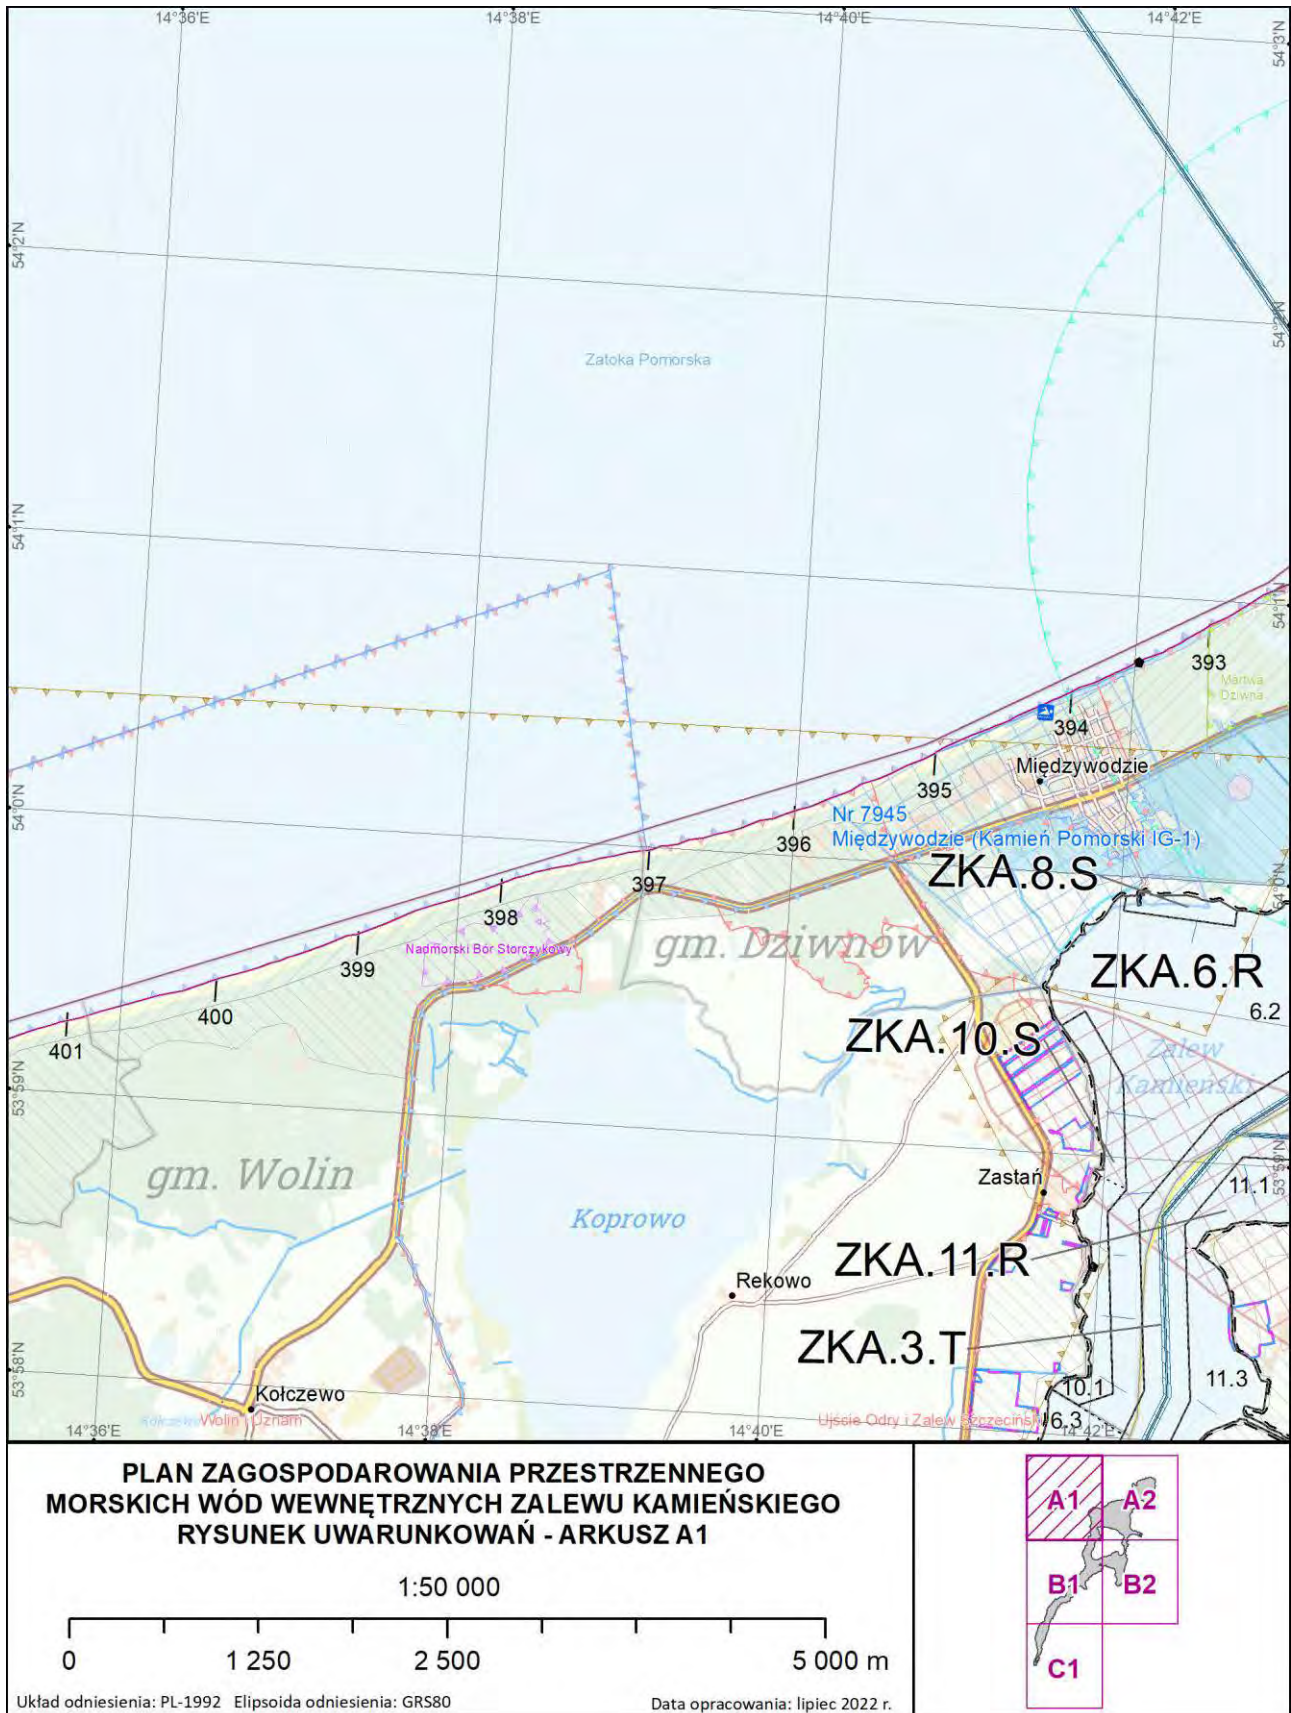 14°36'E
14°38'E
14°40'E
14°42'E
54°3'N
54°2'N
54°2'N
Zatoka Pomorska
54°1'N
54°1'N
393
Martwa
Dziwna
394
Międzywodzie
395
54°0'N
Nr 7945
Międzywodzie (Kamień Pomorski IG-1)
396
ZKA.8.S
54°0'N
397
398
Nadmorski Bór Storczykowy
gm. Dziwnów
399
ZKA.6.R
6.2
400
401
ZKA.10.S
Zalew
Kamieński
53°59'N
53°59'N
gm. Wolin
Zastań
11.1
Koprowo
ZKA.11.R
Rekowo
ZKA.3.T
53°58'N
10.1
11.3
Kołczewo
Kołczewo
Wolin i Uznam
Ujście Odry i Zalew Szczeciński
6.3
14°36'E
14°38'E
14°40'E
14°42'E
PLAN ZAGOSPODAROWANIA PRZESTRZENNEGO
MORSKICH WÓD WEWNĘTRZNYCH ZALEWU KAMIEŃSKIEGO
RYSUNEK UWARUNKOWAŃ - ARKUSZ A1
1:50 000
0
1 250
2 500
5 000 m
Układ odniesienia: PL-1992 Elipsoida odniesienia: GRS80
Data opracowania: lipiec 2022 r.
A1
A2
B1
B2
C1